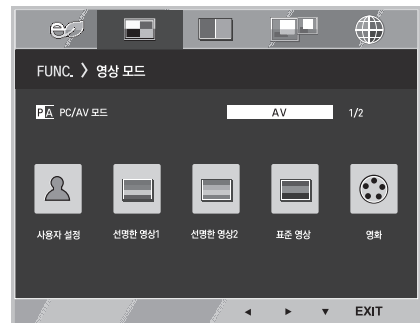 FUNC. > 영상 모드
PA PC/AV 모드 AV 1/2
사용자 설정 선명한 영상1 선명한 영상2 표준 영상 영화
◄ ► ▼ EXIT